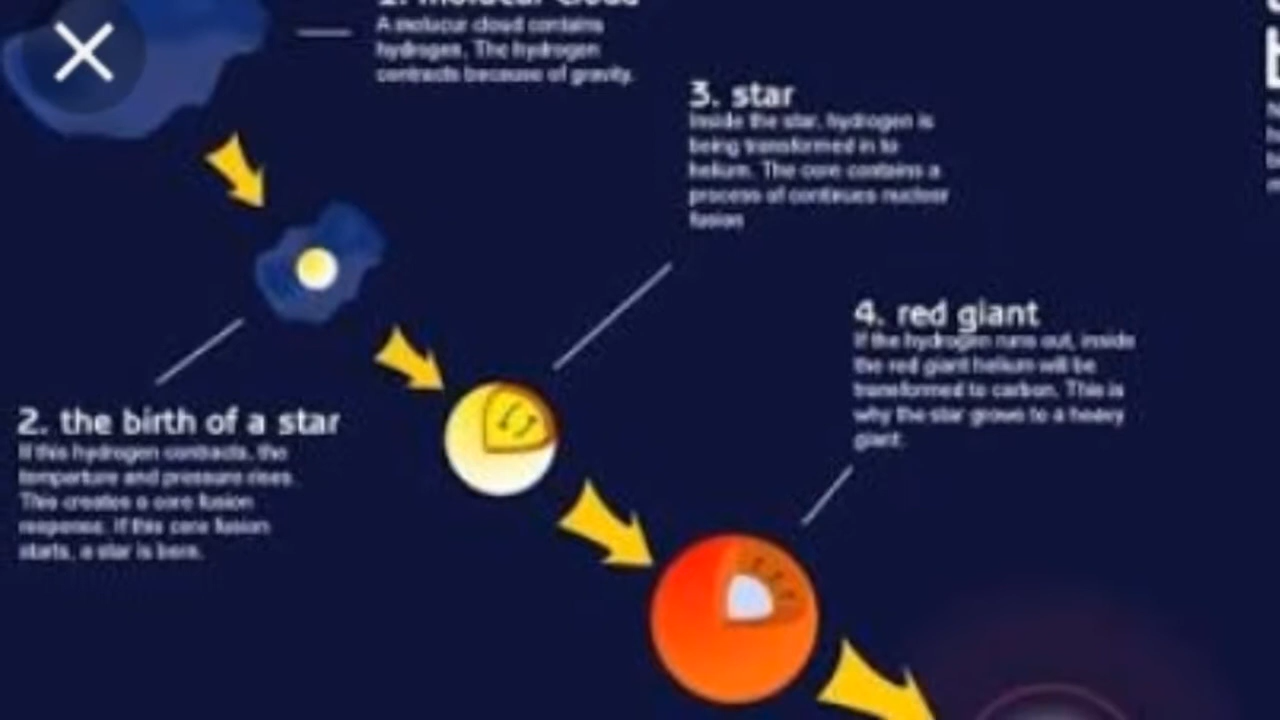 1. molucur cloud
A molucur cloud contains
hydrogen. The hydrogen
contracts because of gravity.
3. star
Inside the star, hydrogen is
being transformed in to
helium. The core contains a
process of continues nuclear
fusion
4. red giant
If the hydrogen runs out, inside
the red giant helium will be
transformed to carbon. This is
why the star grows to a heavy
giant.
2. the birth of a star
If this hydrogen contracts, the
temparture and pressure rises.
This creates a core fusion
response. If this core fusion
starts, a star is born.